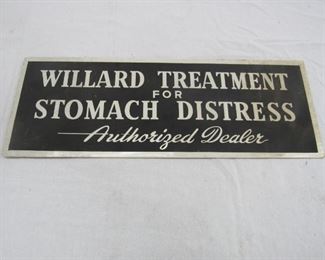 WILLARD TREATMENT
FOR
STOMACH DISTRESS
Authorized Dealer